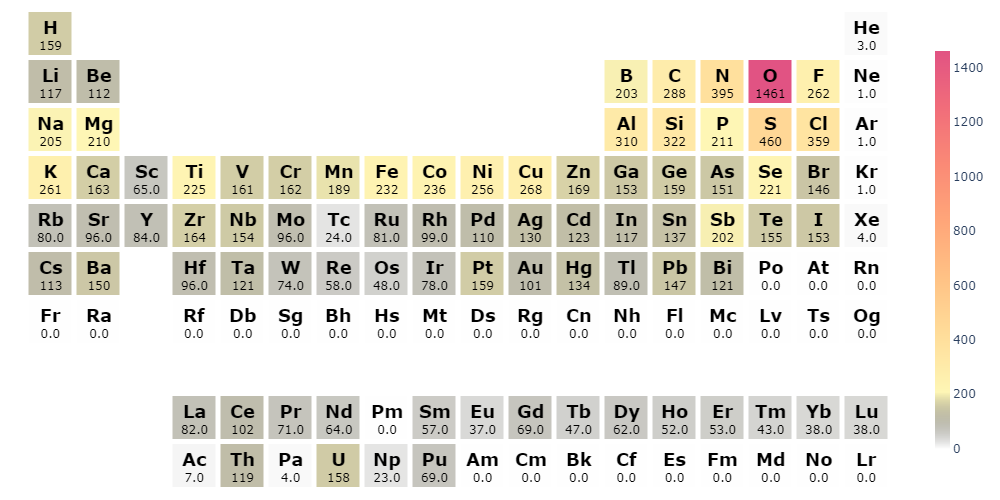 H He
159 3.0
Li Be B C N O F Ne
117 112 203 288 395 1461 262 1.0
Na Mg Al Si P S Cl Ar
205 210 310 322 211 460 359 1.0
K Ca Sc Ti V Cr Mn Fe Co Ni Cu Zn Ga Ge As Se Br Kr
261 163 65.0 225 161 162 189 232 236 256 268 169 153 159 151 221 146 1.0
Rb Sr Y Zr Nb Mo Tc Ru Rh Pd Ag Cd In Sn Sb Te I Xe
80.0 96.0 84.0 164 154 96.0 24.0 81.0 99.0 110 130 123 117 137 202 155 153 4.0
Cs Ba Hf Ta W Re Os Ir Pt Au Hg Tl Pb Bi Po At Rn
113 150 96.0 121 74.0 58.0 48.0 78.0 159 101 134 89.0 147 121 0.0 0.0 0.0
Fr Ra Rf Db Sg Bh Hs Mt Ds Rg Cn Nh Fl Mc Lv Ts Og
0.0 0.0 0.0 0.0 0.0 0.0 0.0 0.0 0.0 0.0 0.0 0.0 0.0 0.0 0.0 0.0 0.0
La Ce Pr Nd Pm Sm Eu Gd Tb Dy Ho Er Tm Yb Lu
82.0 102 71.0 64.0 0.0 57.0 37.0 69.0 47.0 62.0 52.0 53.0 43.0 38.0 38.0
Ac Th Pa U Np Pu Am Cm Bk Cf Es Fm Md No Lr
7.0 119 4.0 158 23.0 69.0 0.0 0.0 0.0 0.0 0.0 0.0 0.0 0.0 0.0
1400
1200
1000
800
600
400
200
0